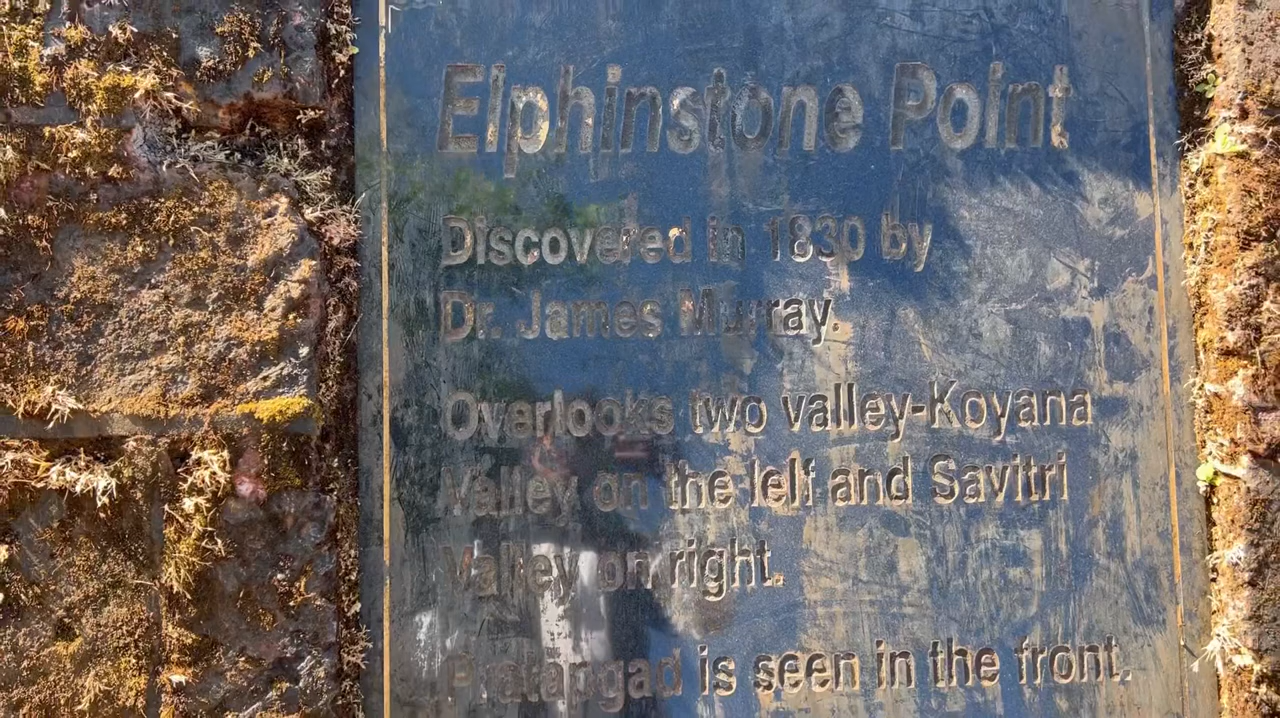 Elphinstone Point
Discovered in 1830 by
Dr. James Murray.
Overlooks two valley-Koyana
Valley on the left and Savitri
Valley on right.
Pratapgad is seen in the front.